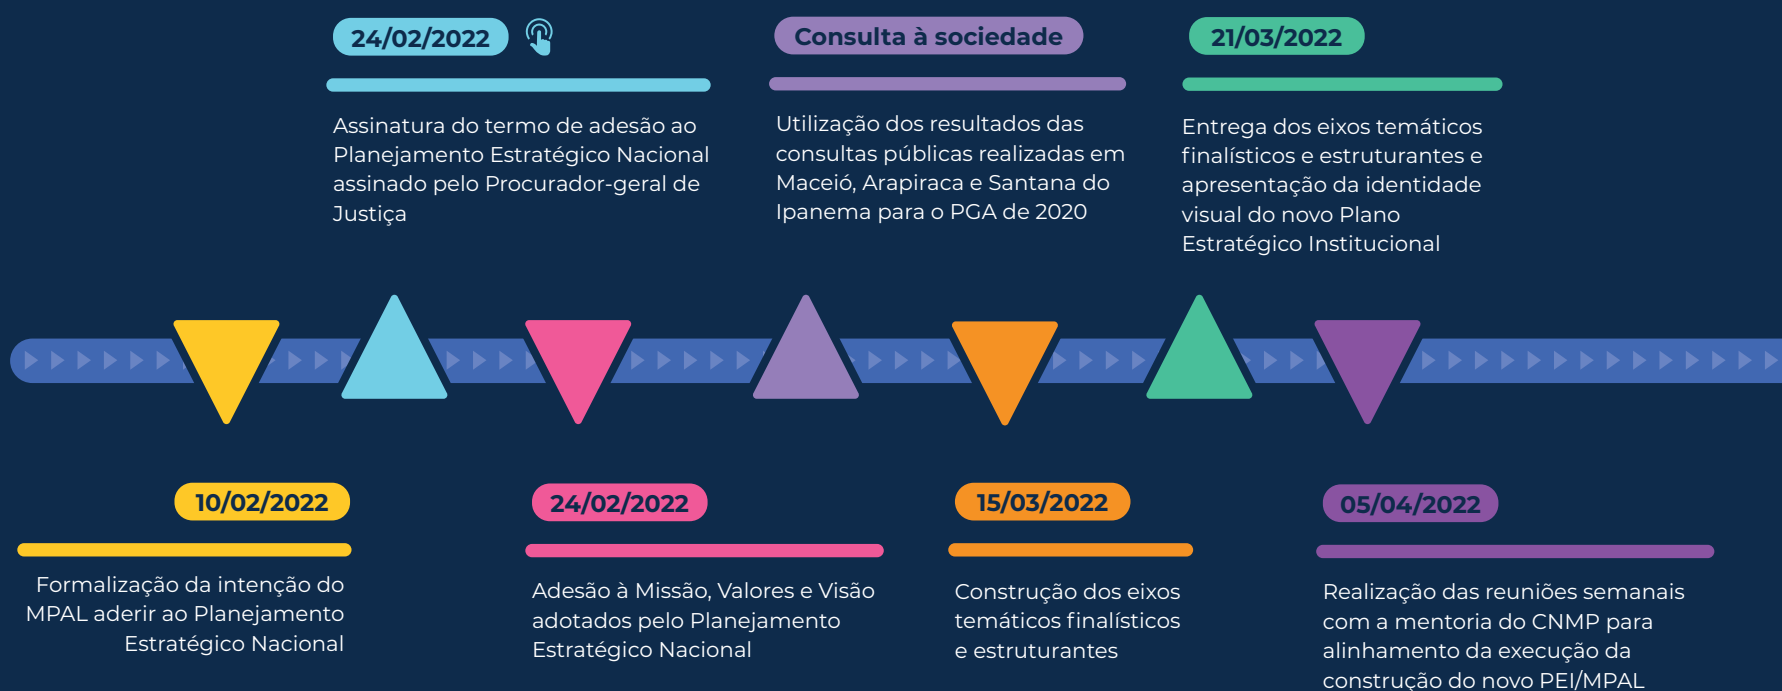 24/02/2022
Assinatura do termo de adesão ao
Planejamento Estratégico Nacional
assinado pelo Procurador-geral de
Justiça
Consulta à sociedade
Utilização dos resultados das
consultas públicas realizadas em
Maceió, Arapiraca e Santana do
Ipanema para o PGA de 2020
21/03/2022
Entrega dos eixos temáticos
finalísticos e estruturantes e
apresentação da identidade
visual do novo Plano
Estratégico Institucional
10/02/2022
Formalização da intenção do
MPAL aderir ao Planejamento
Estratégico Nacional
24/02/2022
Adesão à Missão, Valores e Visão
adotados pelo Planejamento
Estratégico Nacional
15/03/2022
Construção dos eixos
temáticos finalísticos
e estruturantes
05/04/2022
Realização das reuniões semanais
com a mentoria do CNMP para
alinhamento da execução da
construção do novo PEI/MPAL